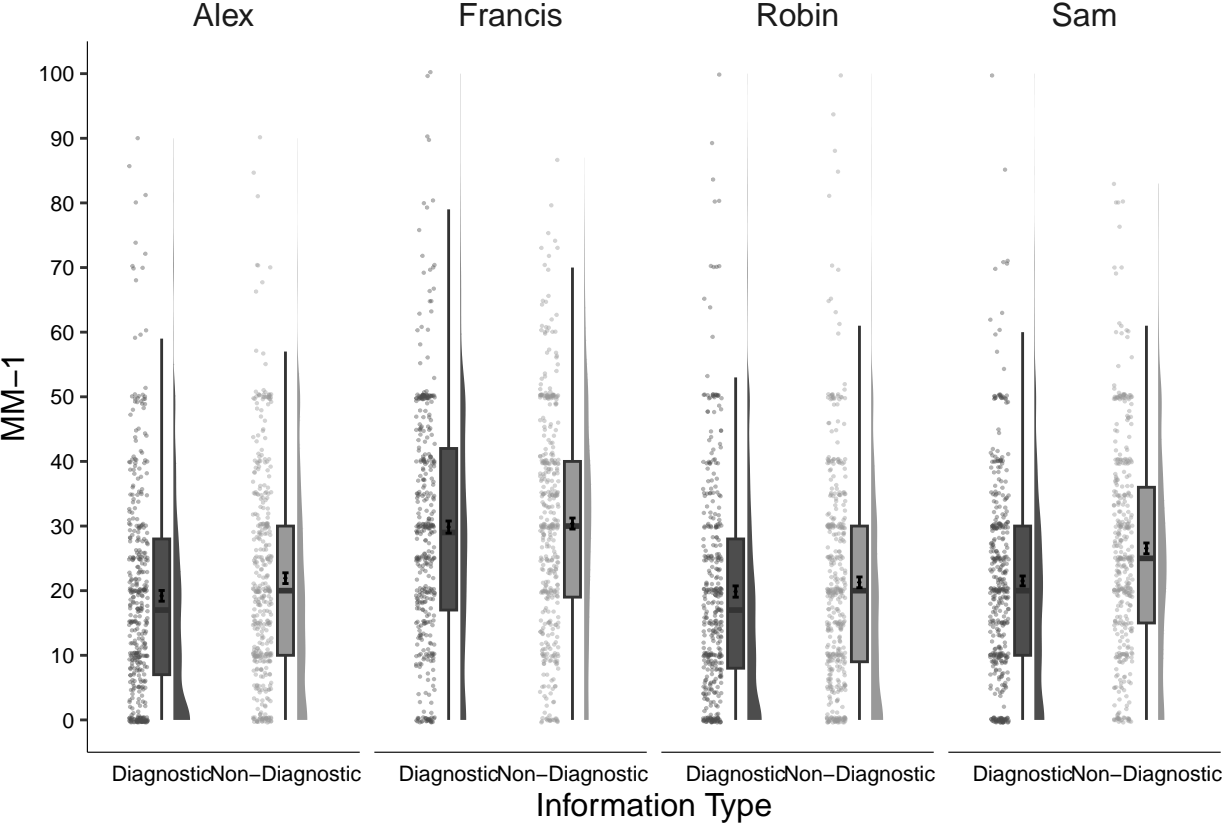 Alex Francis Robin Sam
MM−1
100
90
80
70
60
50
40
30
20
10
0
Diagnostic Non−Diagnostic Diagnostic Non−Diagnostic Diagnostic Non−Diagnostic Diagnostic Non−Diagnostic
Information Type